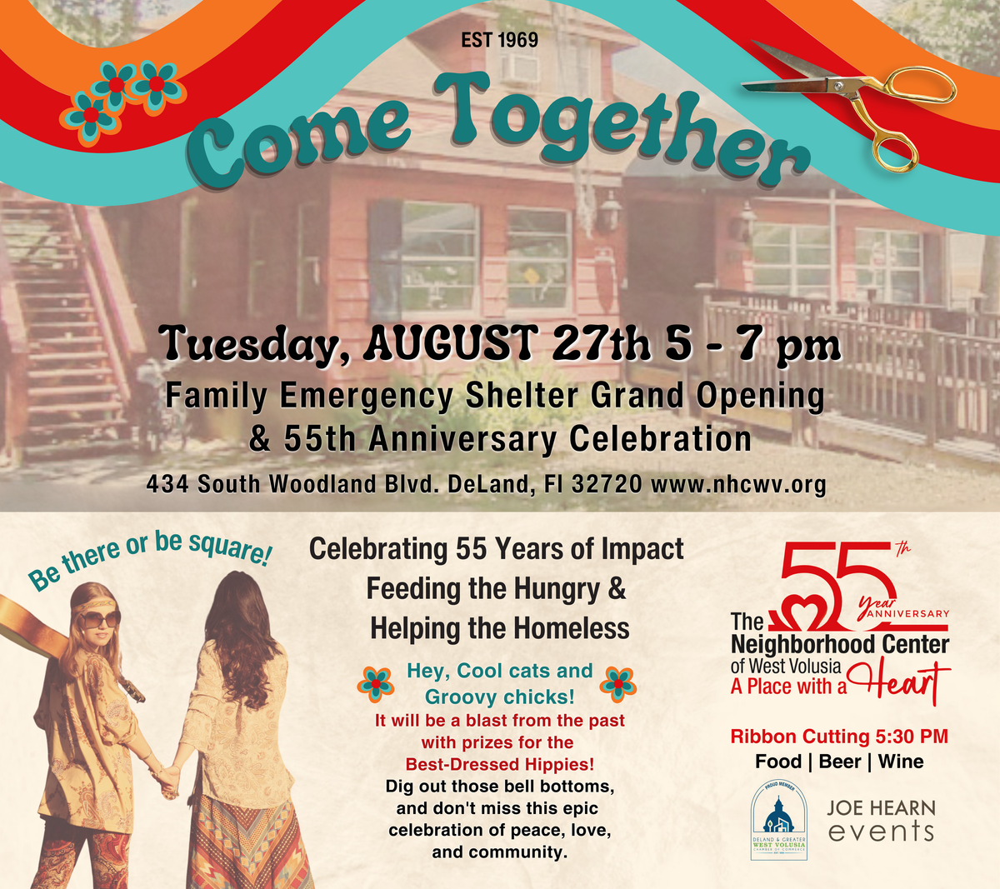 EST 1969
Come Together
Tuesday, AUGUST 27th 5 - 7 pm
Family Emergency Shelter Grand Opening
& 55th Anniversary Celebration
434 South Woodland Blvd. DeLand, Fl 32720 www.nhcwv.org
Be there or be square!
Celebrating 55 Years of Impact
Feeding the Hungry &
Helping the Homeless
Hey, Cool cats and
Groovy chicks!
It will be a blast from the past
with prizes for the
Best-Dressed Hippies!
Dig out those bell bottoms,
and don't miss this epic
celebration of peace, love,
and community.
55th
Year
ANNIVERSARY
The
Neighborhood Center
of West Volusia
A Place with a Heart
Ribbon Cutting 5:30 PM
Food | Beer | Wine
PROUD MEMBER
DELAND & GREATER
WEST VOLUSIA
CHAMBER OF COMMERCE
JOE HEARN
events